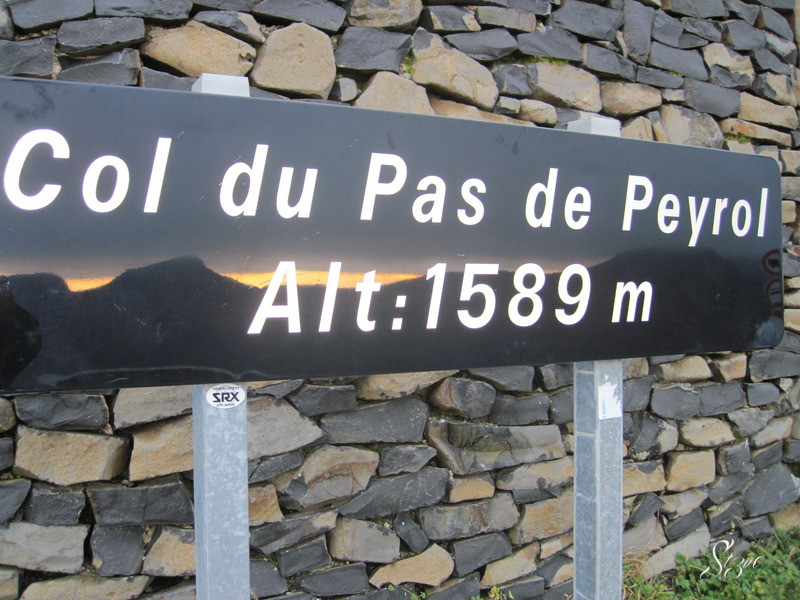 Col du Pas de Peyrol
Alt:1589 m
SRX